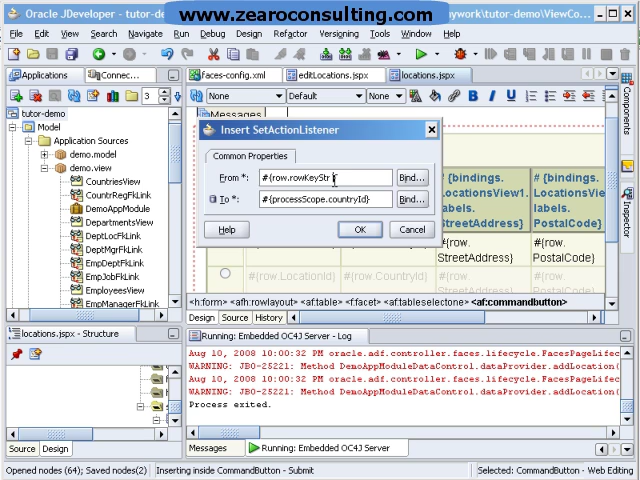 Oracle JDeveloper - tutor-de
www.zearoconsulting.com
ywork\tutor-demo\ViewCo
File Edit View Search Navigate Run Debug Refactor Versioning Tools Window Help
Applications
Connec...
faces-config.xml
editLocations.jspx
locations.jspx
3
None
Default
None
B I U
tutor-demo
Model
Application Sources
demo.model
demo.view
CountriesView
CountrRegFkLink
DemoAppModule
DepartmentsView
DeptLocFkLink
DeptMgrFkLink
EmpDeptFkLink
EmpJobFkLink
EmployeesView
EmpManagerFkLink
Messages
Insert SetActionListener
Common Properties
From *:
#{row.rowKeyStr
Bind...
To *:
#{processScope.countryId}
Bind...
Help
OK
Cancel
#{bindings.
LocationsView1.
labels.
StreetAddress}
#{bindings.
LocationsView
labels.
PostalCode}
#{row.
StreetAddress}
#{row.
PostalCode}
#{row.LocationId}
#{row.CountryId}
#{row.
StreetAddress}
#{row.
PostalCode}
<h:form> <afh:rowlayout> <af:table> <f:facet> <af:tableselectone> <af:commandbutton>
Design Source History
Components
locations.jspx - Structure
Source Design
Running: Embedded OC4J Server - Log
Aug 10, 2008 10:00:32 PM oracle.adf.controller.faces.lifecycle.FacesPageLifec
WARNING: JBO-25221: Method DemoAppModuleDataControl.dataProvider.addLocation(
Aug 10, 2008 10:00:32 PM oracle.adf.controller.faces.lifecycle.FacesPageLifec
WARNING: JBO-25221: Method DemoAppModuleDataControl.dataProvider.addLocation(
Process exited.
Messages
Running: Embedded OC4J Server
Opened nodes (64); Saved nodes(2)
Inserting inside CommandButton - Submit
Selected: CommandButton - Web Editing